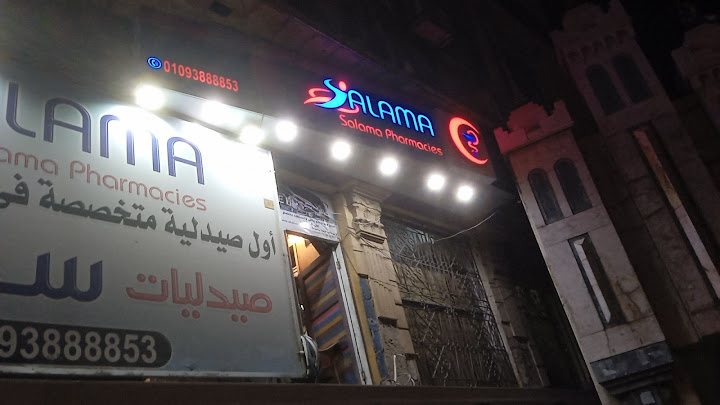 01093888853
SALAMA
Salama Pharmacies
LAMA
ama Pharmacies
أول صيدلية متخصصة في
صيدليات
93888853